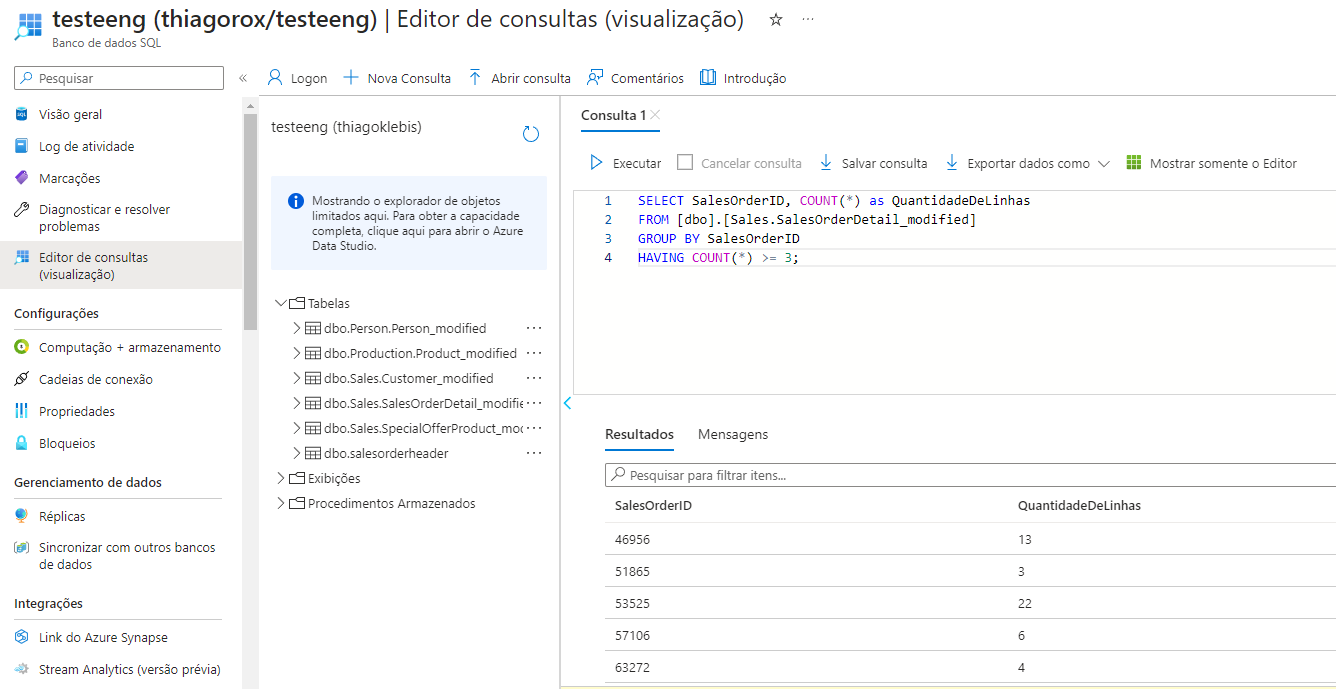 testeeng (thiagorox/testeeng) | Editor de consultas (visualização)
Banco de dados SQL
Pesquisar
Visão geral
Log de atividade
Marcações
Diagnosticar e resolver
problemas
Editor de consultas
(visualização)
Configurações
Computação + armazenamento
Cadeias de conexão
Propriedades
Bloqueios
Gerenciamento de dados
Réplicas
Sincronizar com outros bancos
de dados
Integrações
Link do Azure Synapse
Stream Analytics (versão prévia)
Logon
Nova Consulta
Abrir consulta
Comentários
Introdução
testeeng (thiagoklebis)
Mostrando o explorador de objetos
limitados aqui. Para obter a capacidade
completa, clique aqui para abrir o Azure
Data Studio.
Tabelas
dbo.Person.Person_modified
dbo.Production.Product_modified
dbo.Sales.Customer_modified
dbo.Sales.SalesOrderDetail_modifie
dbo.Sales.SpecialOfferProduct_moc
dbo.salesorderheader
Exibições
Procedimentos Armazenados
Consulta 1
Executar
Cancelar consulta
Salvar consulta
Exportar dados como
Mostrar somente o Editor
1 SELECT SalesOrderID, COUNT(*) as QuantidadeDeLinhas
2 FROM [dbo].[Sales.SalesOrderDetail_modified]
3 GROUP BY SalesOrderID
4 HAVING COUNT(*) >= 3;
Resultados Mensagens
Pesquisar para filtrar itens...
SalesOrderID QuantidadeDeLinhas
46956 13
51865 3
53525 22
57106 6
63272 4